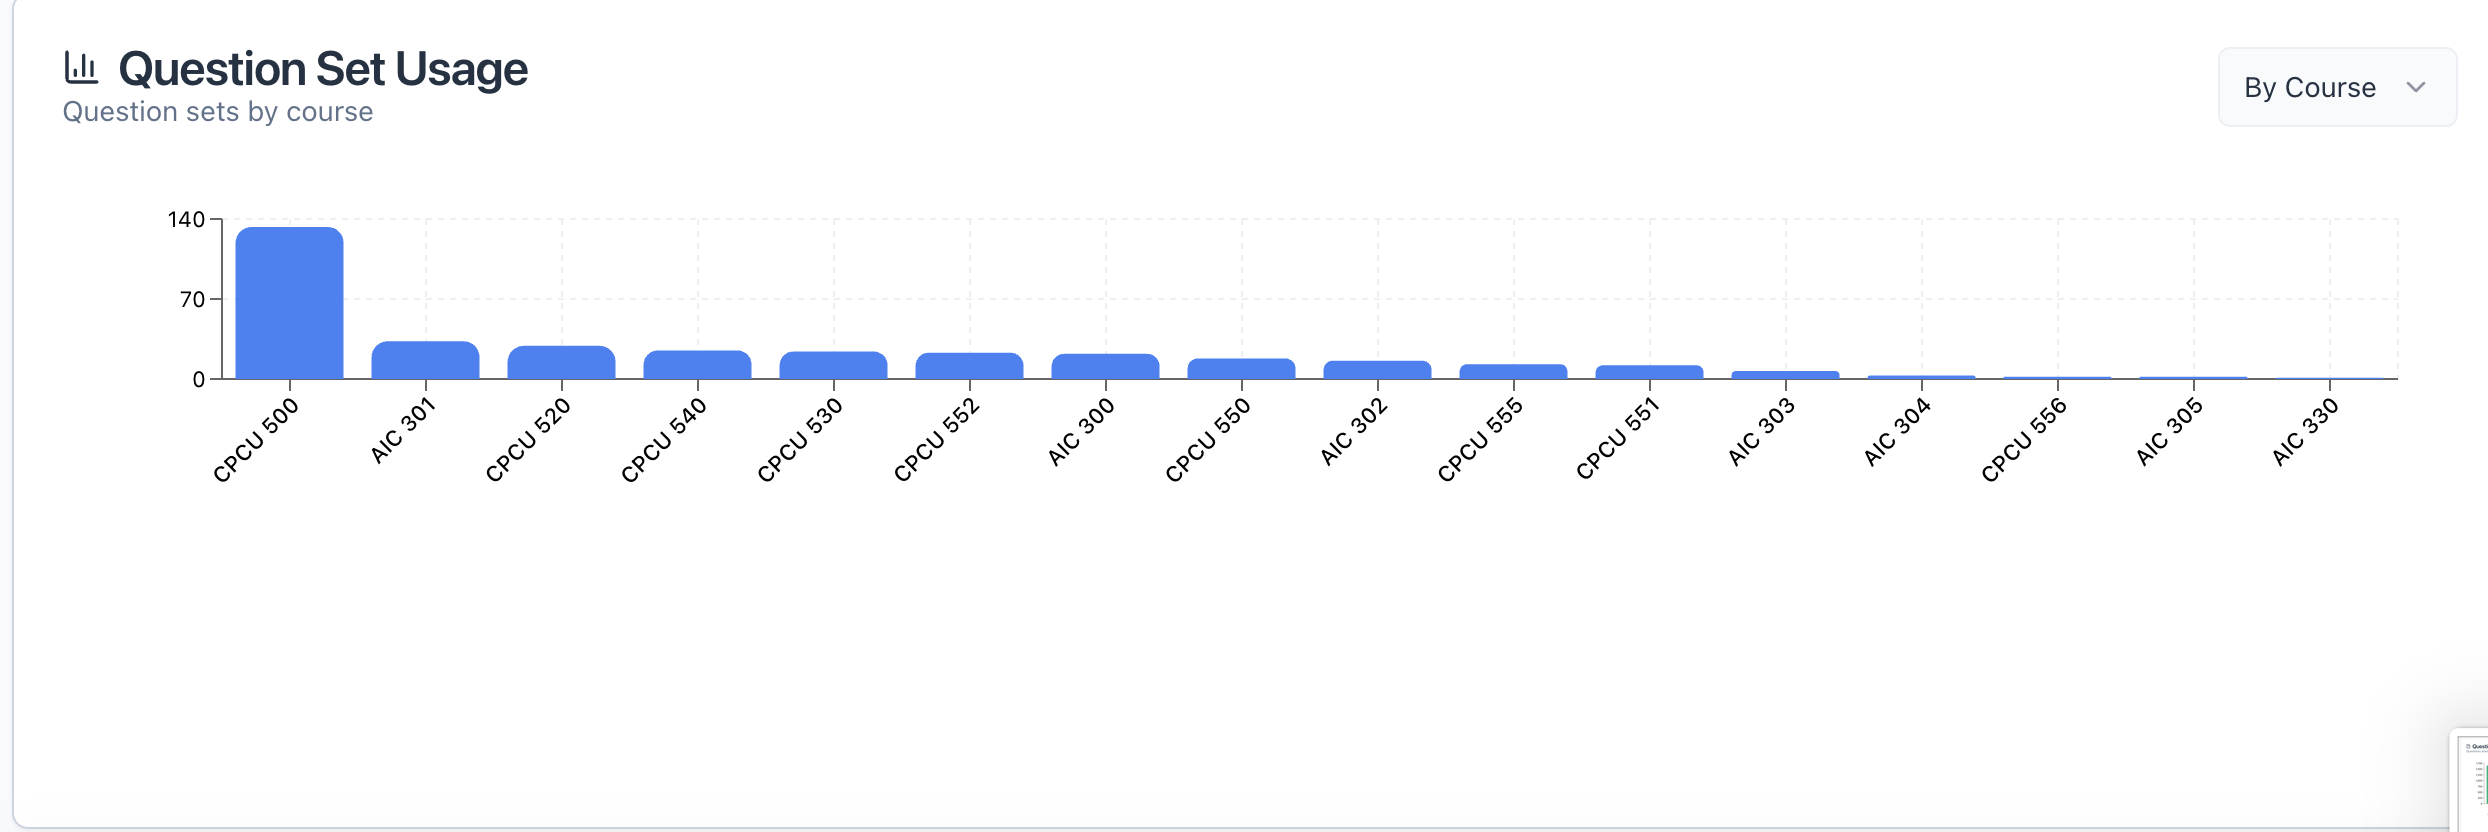 Question Set Usage
Question sets by course
By Course
140
70
0
CPCU 500
AIC 301
CPCU 520
CPCU 540
CPCU 530
CPCU 552
AIC 300
CPCU 550
AIC 302
CPCU 555
CPCU 551
AIC 303
AIC 304
CPCU 556
AIC 305
AIC 330